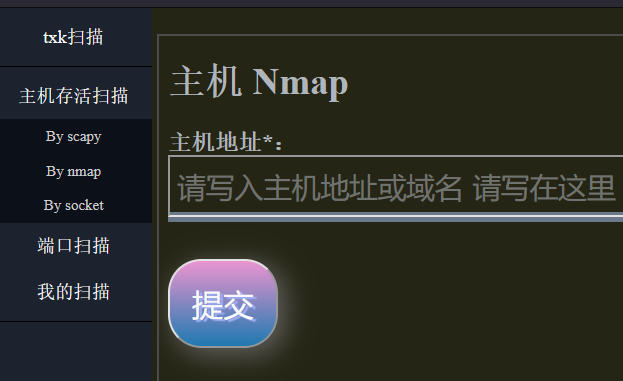 txk扫描
主机存活扫描
By scapy
By nmap
By socket
端口扫描
我的扫描
主机 Nmap
主机地址*：
请写入主机地址或域名 请写在这里
提交